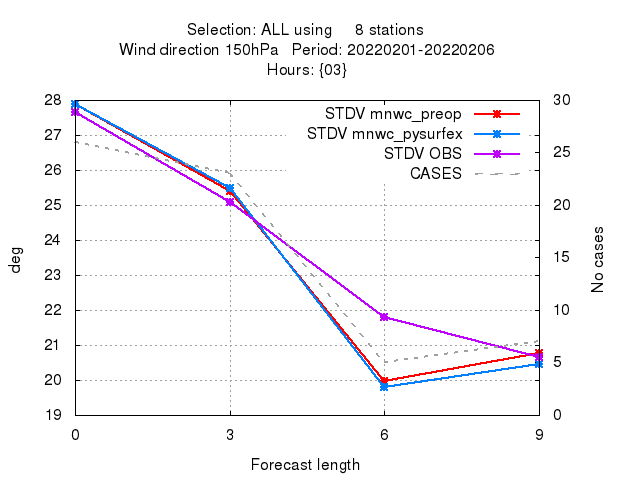 Selection: ALL using 8 stations
Wind direction 150hPa Period: 20220201-20220206
Hours: {03}
STDV mnwc_preop
STDV mnwc_pysurfex
STDV OBS
CASES
28
27
26
25
24
23
22
21
20
19
deg
30
25
20
15
10
5
0
No cases
0 3 6 9
Forecast length